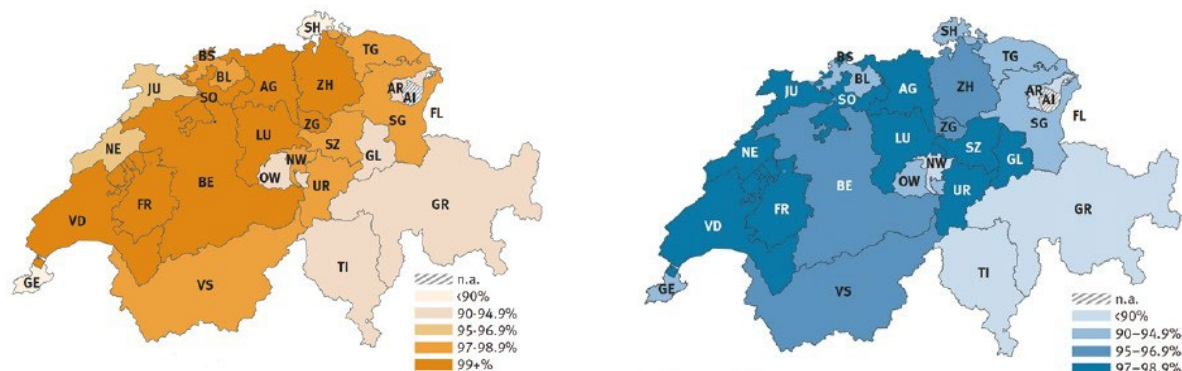 SH
BS
TG
BL
JU
AG
ZH
AR
AI
SO
FL
ZG
SG
LU
SZ
NE
NW
GL
OW
BE
UR
FR
GR
VD
TI
GE
VS
n.a.
<90%
90-94.9%
95-96.9%
97-98.9%
99+%
SH
BS
TG
BL
JU
AG
ZH
AR
AI
SO
FL
ZG
SG
LU
SZ
NE
NW
GL
OW
BE
UR
FR
GR
VD
TI
GE
VS
n.a.
<90%
90–94.9%
95–96.9%
97–98.9%